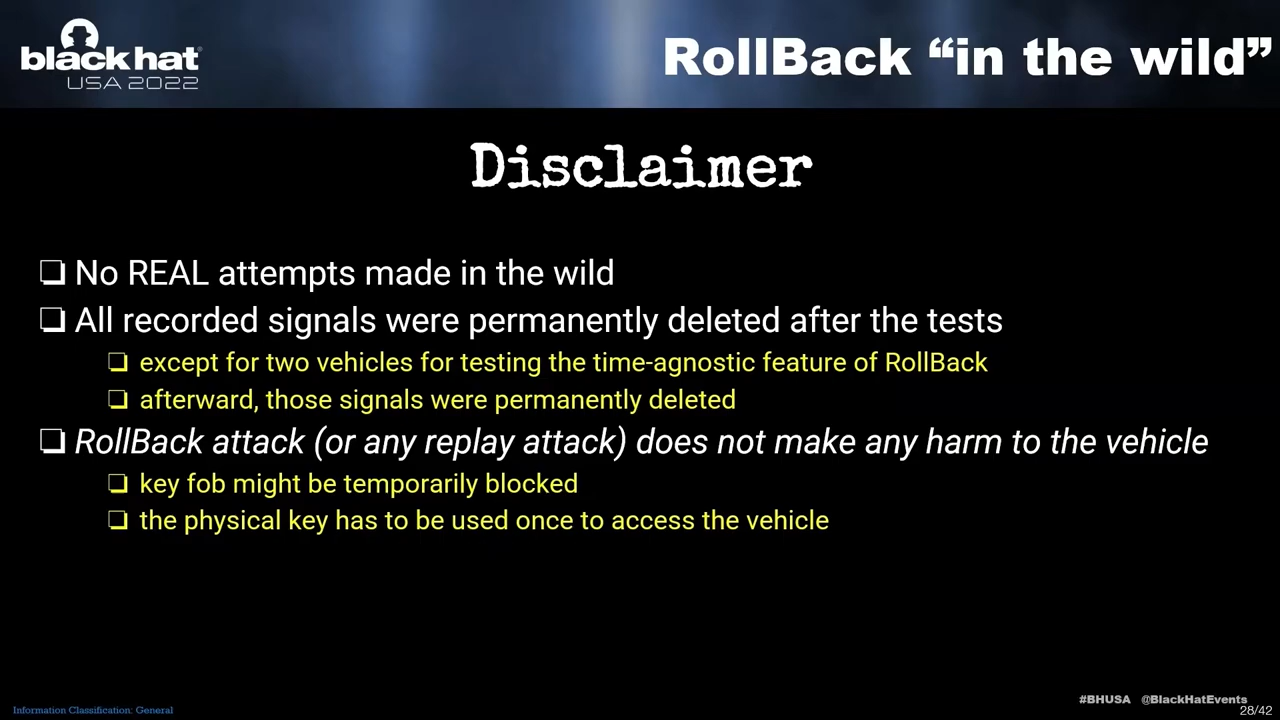 black hat®
USA 2022
RollBack “in the wild”
Disclaimer
❏ No REAL attempts made in the wild
❏ All recorded signals were permanently deleted after the tests
❏ except for two vehicles for testing the time-agnostic feature of RollBack
❏ afterward, those signals were permanently deleted
❏ RollBack attack (or any replay attack) does not make any harm to the vehicle
❏ key fob might be temporarily blocked
❏ the physical key has to be used once to access the vehicle
#BHUSA @BlackHatEvents
Information Classification: General
28/42